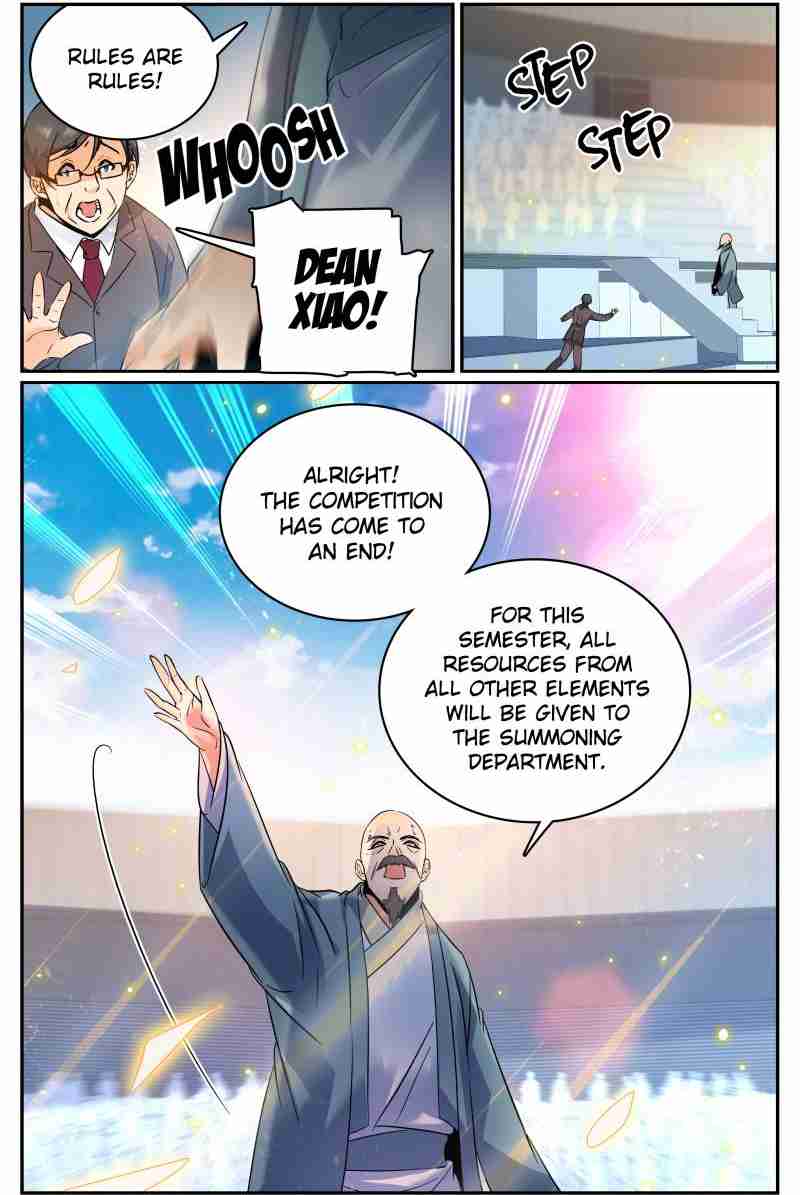 RULES ARE
RULES!
WHOOSH
DEAN
XIAO!
STEP
STEP
ALRIGHT!
THE COMPETITION
HAS COME TO
AN END!
FOR THIS
SEMESTER, ALL
RESOURCES FROM
ALL OTHER ELEMENTS
WILL BE GIVEN TO
THE SUMMONING
DEPARTMENT.